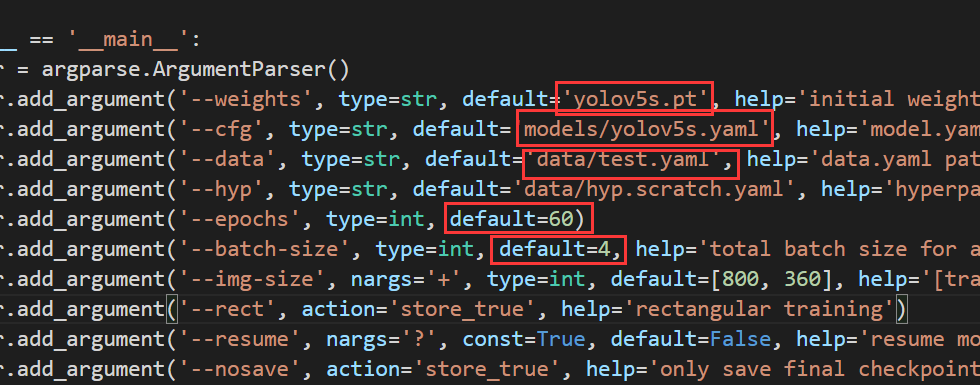 __ == '__main__':
r = argparse.ArgumentParser()
r.add_argument('--weights', type=str, default='yolov5s.pt', help='initial weight
r.add_argument('--cfg', type=str, default='models/yolov5s.yaml', help='model.yam
r.add_argument('--data', type=str, default='data/test.yaml', help='data.yaml pat
r.add_argument('--hyp', type=str, default='data/hyp.scratch.yaml', help='hyperpa
r.add_argument('--epochs', type=int, default=60)
r.add_argument('--batch-size', type=int, default=4, help='total batch size for a
r.add_argument('--img-size', nargs='+', type=int, default=[800, 360], help='[tra
r.add_argument('--rect', action='store_true', help='rectangular training')
r.add_argument('--resume', nargs='?', const=True, default=False, help='resume mo
r.add_argument('--nosave', action='store_true', help='only save final checkpoint